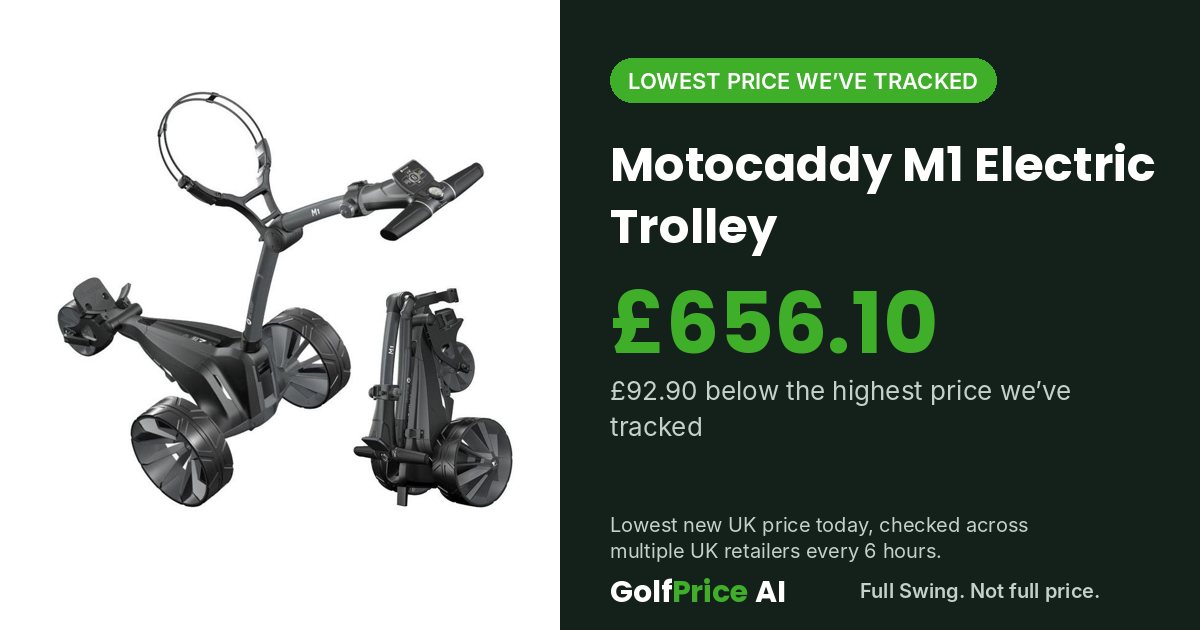 LOWEST PRICE WE’VE TRACKED
Motocaddy M1 Electric
Trolley
£656.10
£92.90 below the highest price we’ve
tracked
Lowest new UK price today, checked across
multiple UK retailers every 6 hours.
GolfPrice AI
Full Swing. Not full price.
M1
M1